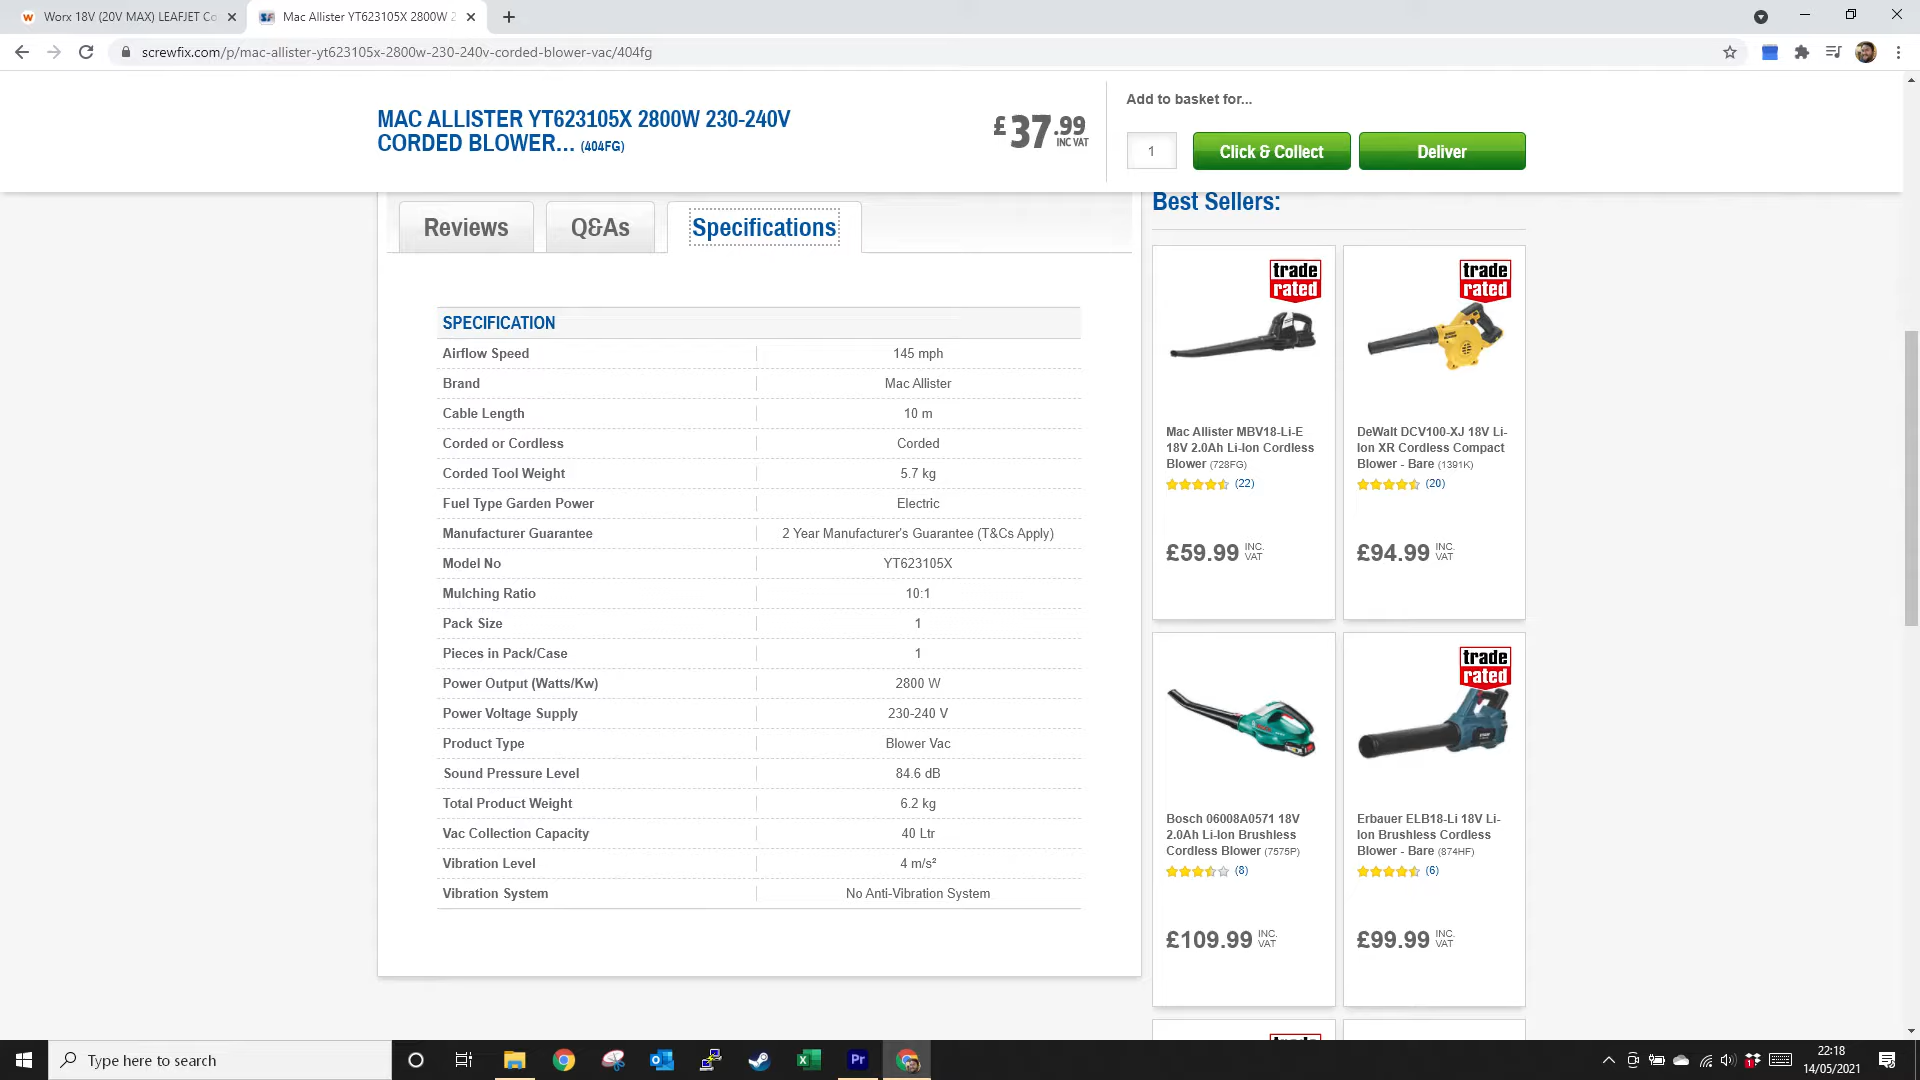 Worx 18V (20V MAX) LEAFJET Co
Mac Allister YT623105X 2800W 2
screwfix.com/p/mac-allister-yt623105x-2800w-230-240v-corded-blower-vac/404fg
MAC ALLISTER YT623105X 2800W 230-240V
CORDED BLOWER... (404FG)
£37.99 INC VAT
Add to basket for...
1
Click & Collect
Deliver
Reviews
Q&As
Specifications
SPECIFICATION
Airflow Speed 145 mph
Brand Mac Allister
Cable Length 10 m
Corded or Cordless Corded
Corded Tool Weight 5.7 kg
Fuel Type Garden Power Electric
Manufacturer Guarantee 2 Year Manufacturer's Guarantee (T&Cs Apply)
Model No YT623105X
Mulching Ratio 10:1
Pack Size 1
Pieces in Pack/Case 1
Power Output (Watts/Kw) 2800 W
Power Voltage Supply 230-240 V
Product Type Blower Vac
Sound Pressure Level 84.6 dB
Total Product Weight 6.2 kg
Vac Collection Capacity 40 Ltr
Vibration Level 4 m/s²
Vibration System No Anti-Vibration System
Best Sellers:
trade
rated
Mac Allister MBV18-Li-E
18V 2.0Ah Li-Ion Cordless
Blower (728FG)
(22)
£59.99 INC. VAT
trade
rated
DeWalt DCV100-XJ 18V Li-
Ion XR Cordless Compact
Blower - Bare (1391K)
(20)
£94.99 INC. VAT
Bosch 06008A0571 18V
2.0Ah Li-Ion Brushless
Cordless Blower (7575P)
(8)
£109.99 INC. VAT
trade
rated
Erbauer ELB18-Li 18V Li-
Ion Brushless Cordless
Blower - Bare (874HF)
(6)
£99.99 INC. VAT
Type here to search
Pr
22:18
14/05/2021